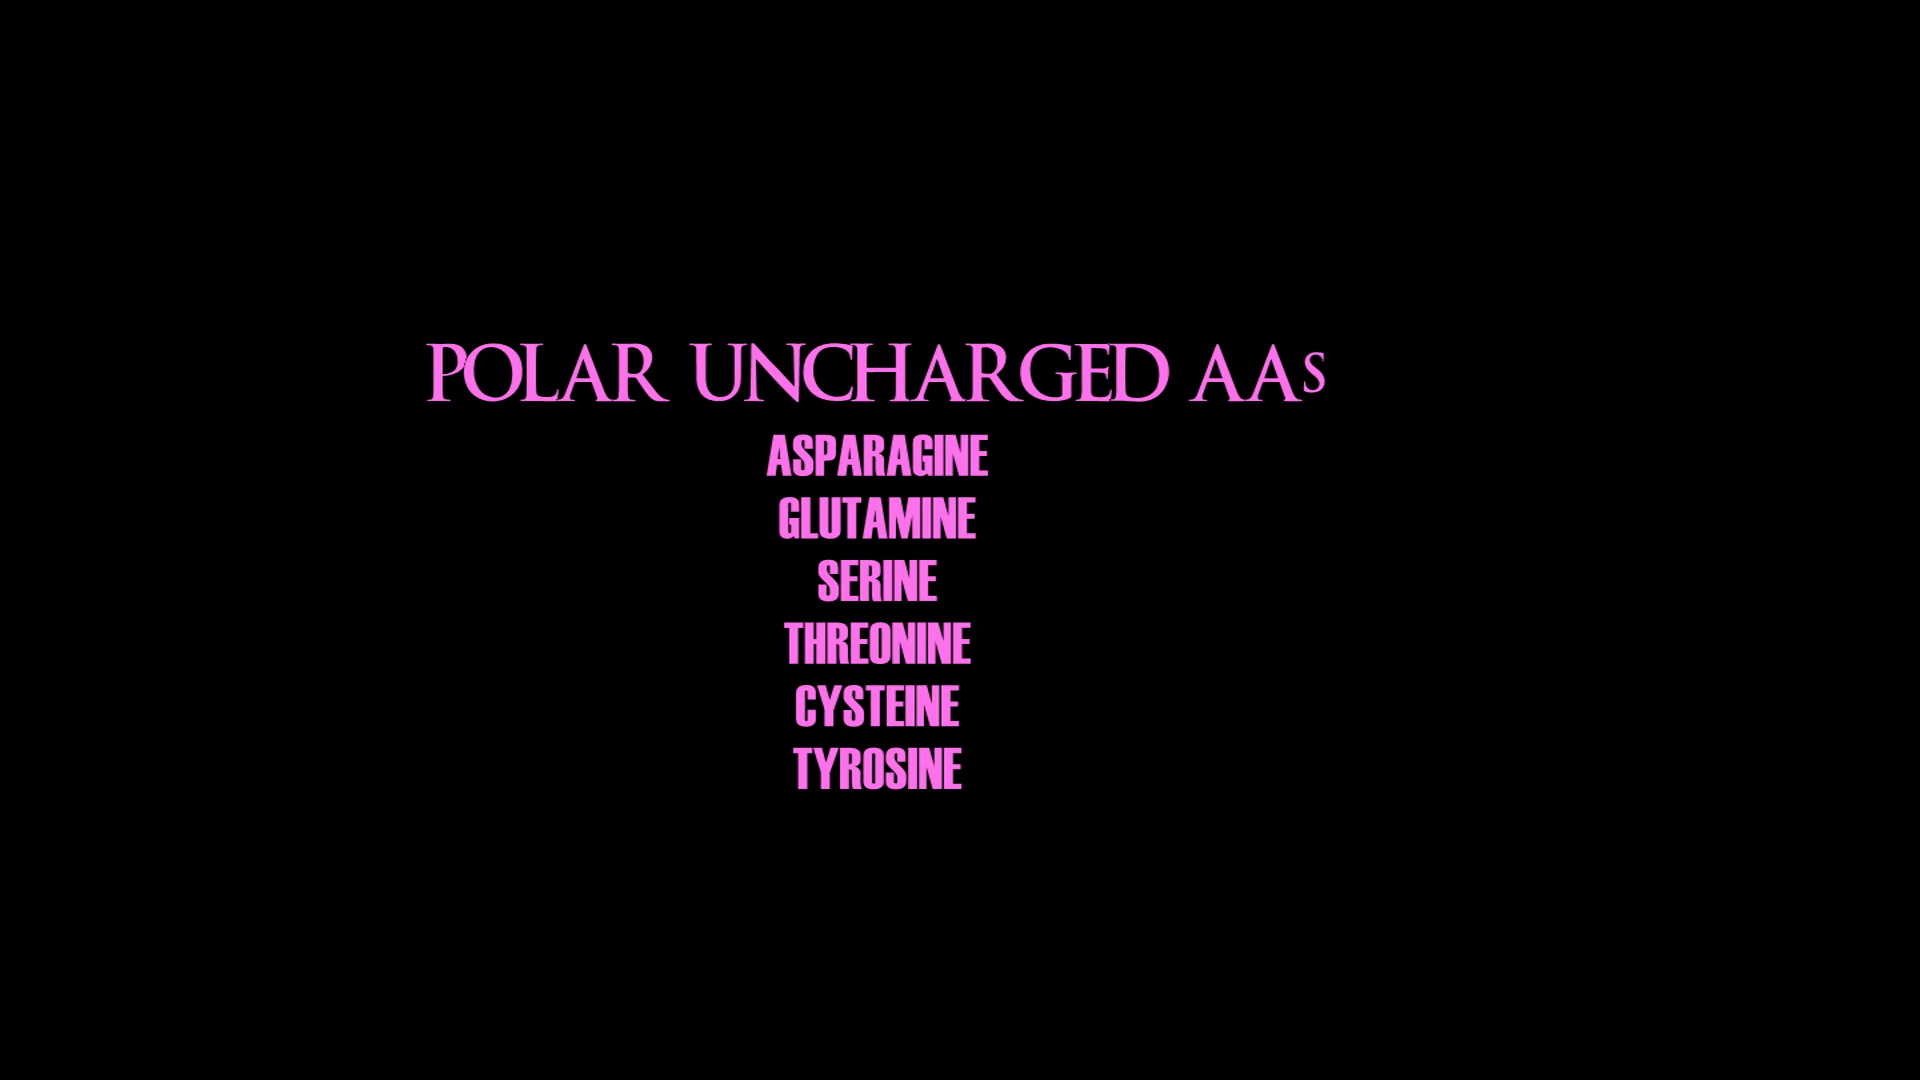 POLAR UNCHARGED AAs
ASPARAGINE
GLUTAMINE
SERINE
THREONINE
CYSTEINE
TYROSINE